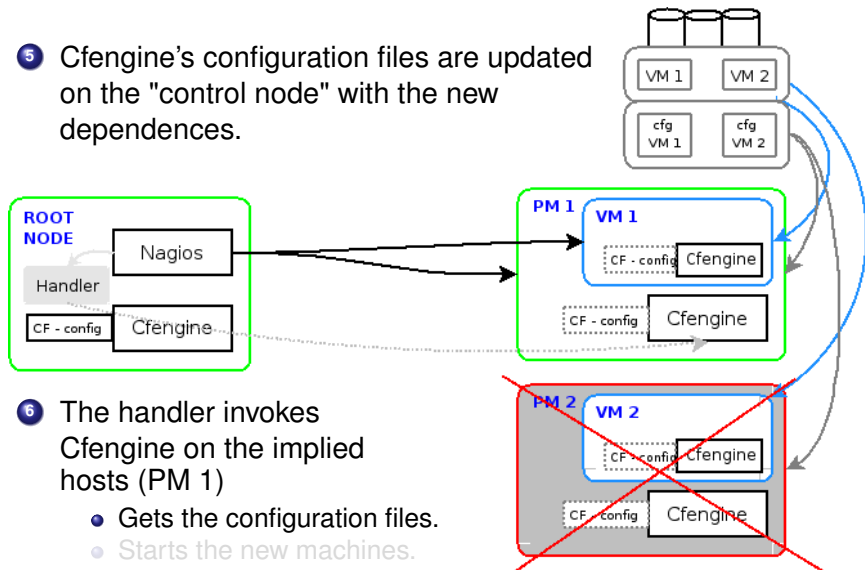 5 Cfengine's configuration files are updated
on the "control node" with the new
dependences.
VM 1
VM 2
cfg
VM 1
cfg
VM 2
ROOT
NODE
Nagios
Handler
CF - config
Cfengine
PM 1
VM 1
CF - config
Cfengine
CF - config
Cfengine
6 The handler invokes
Cfengine on the implied
hosts (PM 1)
Gets the configuration files.
Starts the new machines.
PM 2
VM 2
CF - config
Cfengine
CF - config
Cfengine